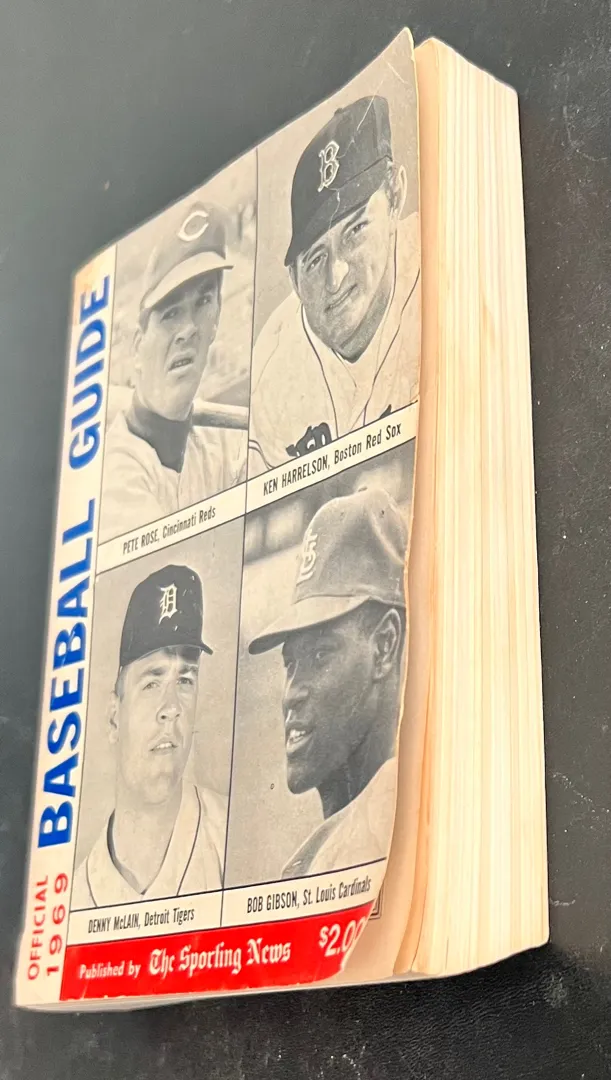 OFFICIAL
1969
BASEBALL GUIDE
C
B
PETE ROSE, Cincinnati Reds
KEN HARRELSON, Boston Red Sox
D
STL
DENNY McLAIN, Detroit Tigers
BOB GIBSON, St. Louis Cardinals
Published by The Sporting News
$2.00